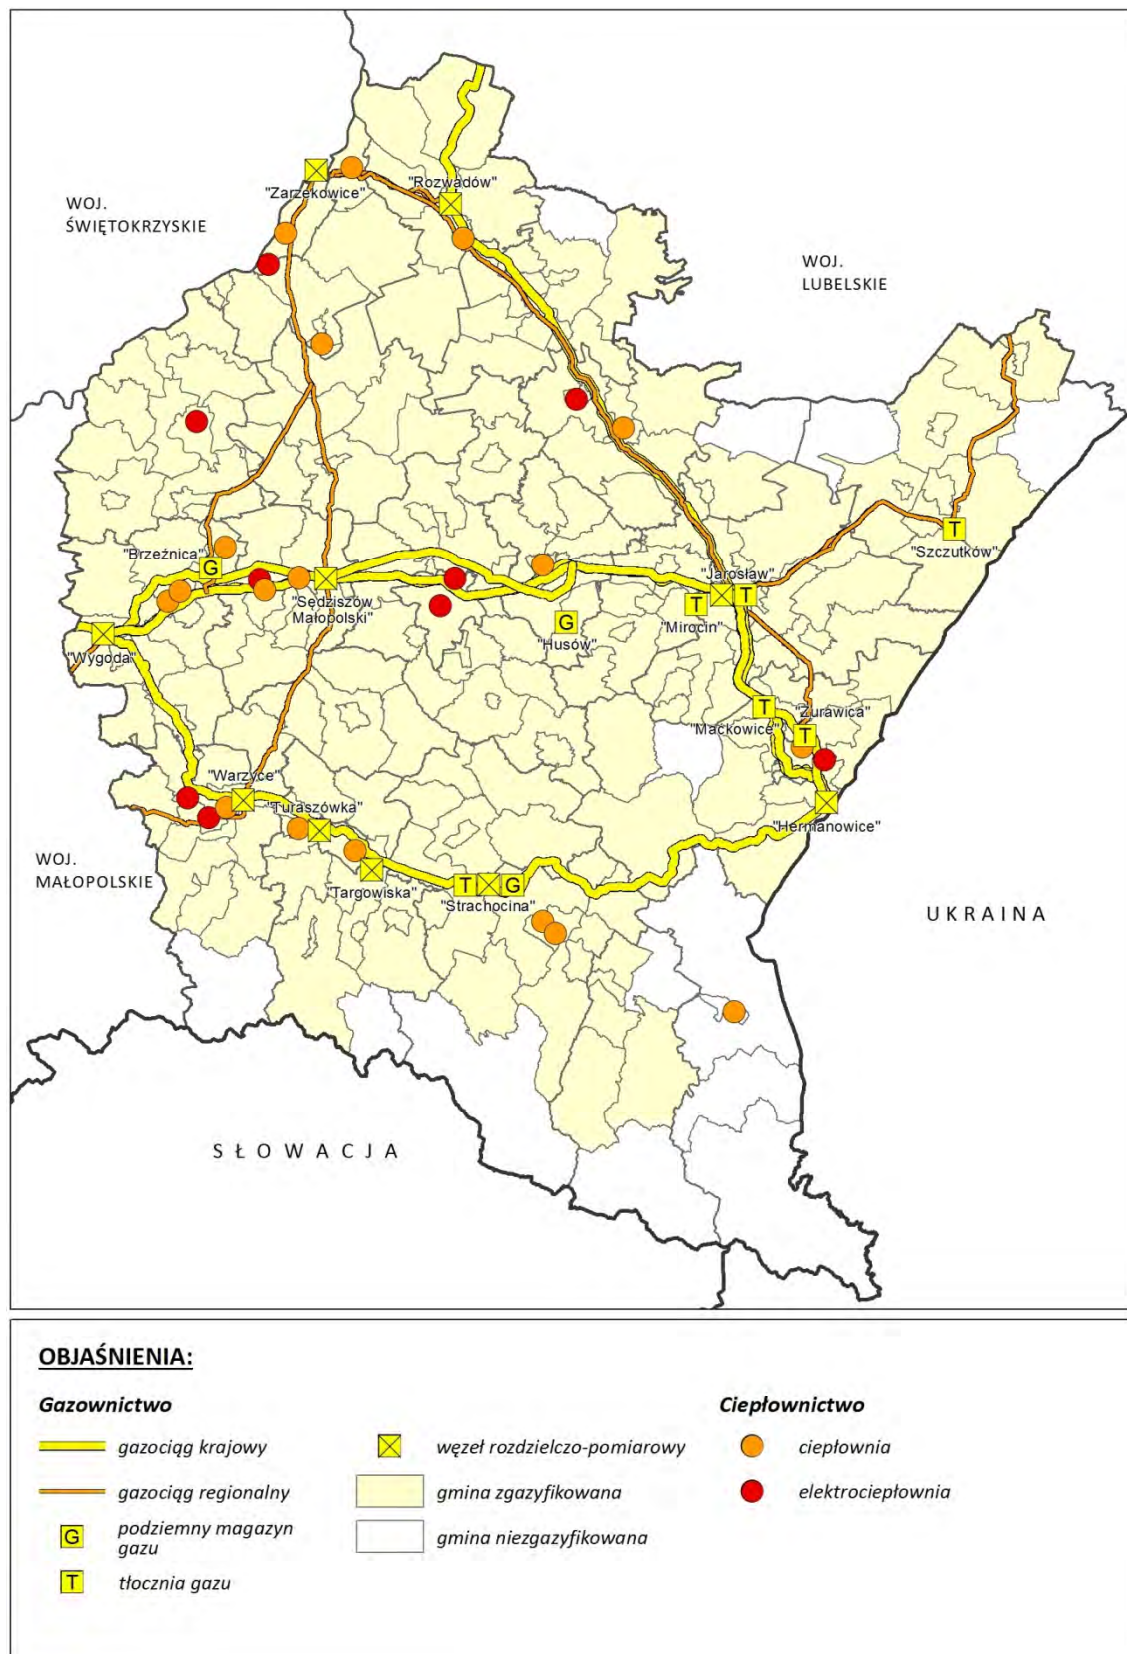 "Zarzekowice"
"Rozwadów"
WOJ.
ŚWIĘTOKRZYSKIE
WOJ.
LUBELSKIE
"Brzeźnica"
G
"Sędziszów
Małopolski"
"Wygoda"
G
"Husów"
"Jarosław"
T
T
"Mirocin"
T
"Szczutków"
T
"Maćkowice"
"Żurawica"
T
"Hermanowice"
"Warzyce"
"Turaszówka"
"Targowiska"
T
G
"Strachocina"
WOJ.
MAŁOPOLSKIE
UKRAINA
SŁOWACJA
OBJAŚNIENIA:
Gazownictwo
gazociąg krajowy
gazociąg regionalny
G
podziemny magazyn
gazu
T
tłocznia gazu
węzeł rozdzielczo-pomiarowy
gmina zgazyfikowana
gmina niezgazyfikowana
Ciepłownictwo
ciepłownia
elektrociepłownia